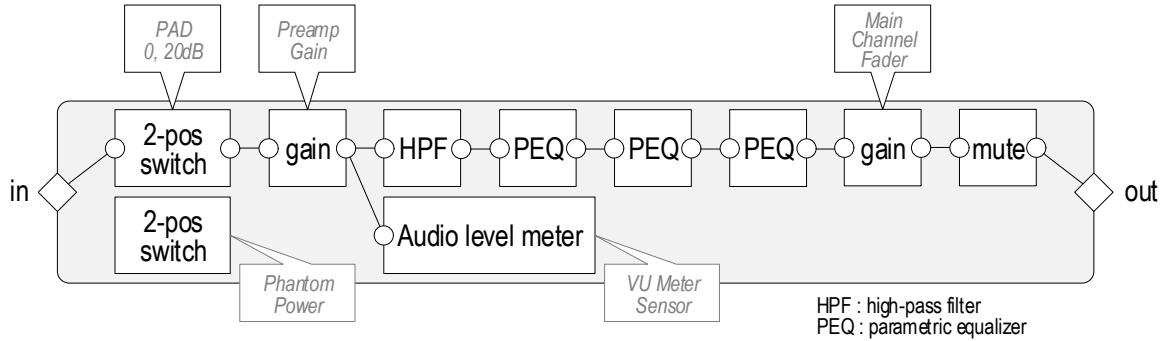 PAD
0, 20dB
Preamp
Gain
Main
Channel
Fader
2-pos
switch
gain
HPF
PEQ
PEQ
PEQ
gain
mute
in
out
2-pos
switch
Audio level meter
Phantom
Power
VU Meter
Sensor
HPF : high-pass filter
PEQ : parametric equalizer